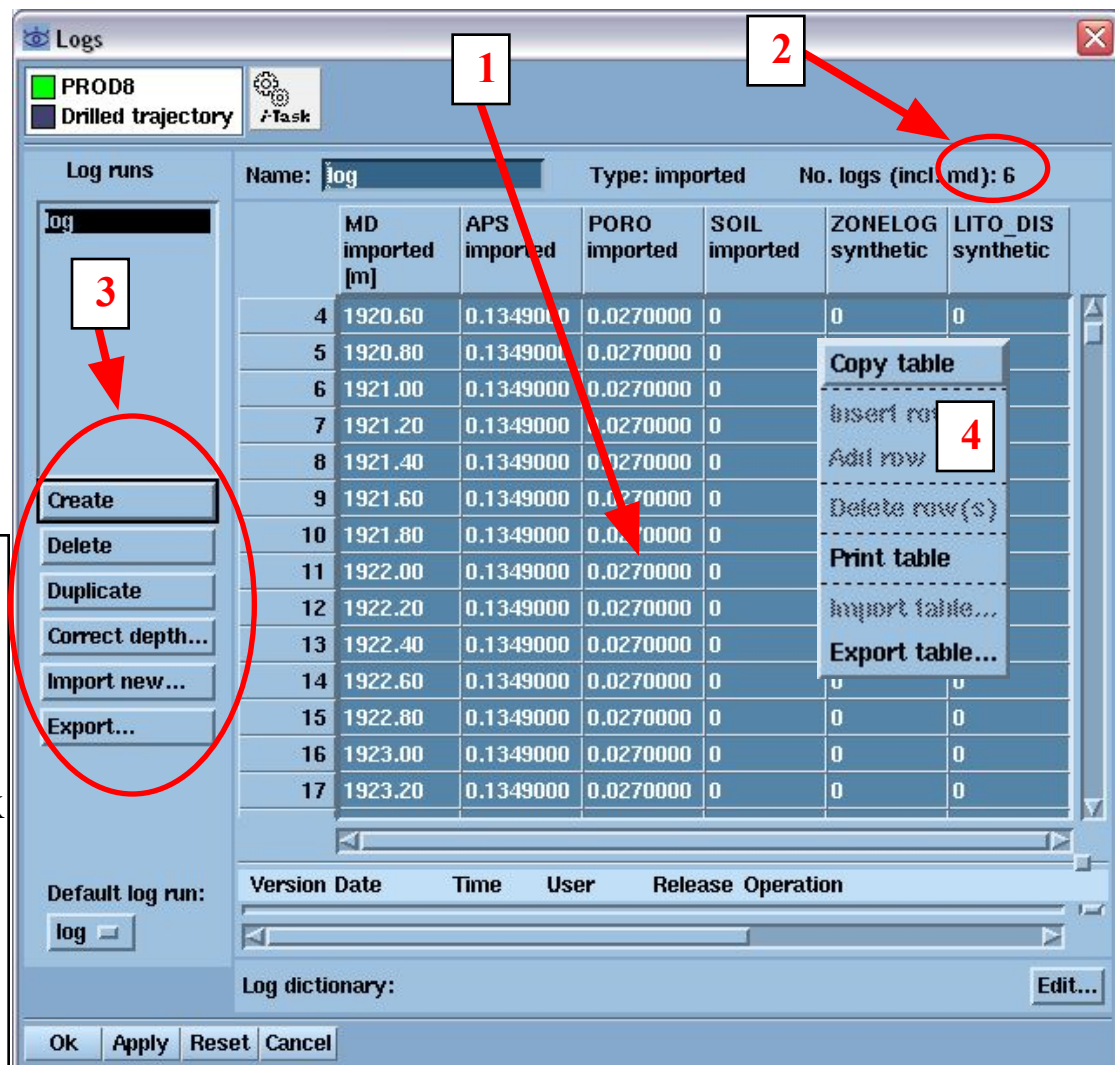 Logs
1
2
PROD8
Drilled trajectory
i-Task
Log runs
Name: log Type: imported No. logs (incl. md): 6
log
3
MD imported [m] APS imported PORO imported SOIL imported ZONELOG synthetic LITO_DIS synthetic
4 1920.60 0.1349000 0.0270000 0 0 0
5 1920.80 0.1349000 0.0270000 0
6 1921.00 0.1349000 0.0270000 0
7 1921.20 0.1349000 0.0270000 0
8 1921.40 0.1349000 0.0270000 0
9 1921.60 0.0270000 0
10 1921.80 0.1349000 0.0270000 0
11 1922.00 0.1349000 0.0270000 0
12 1922.20 0.1349000 0.0270000 0
13 1922.40 0.1349000 0.0270000 0
14 1922.60 0.1349000 0.0270000 0 0 0
15 1922.80 0.1349000 0.0270000 0 0 0
16 1923.00 0.1349000 0.0270000 0 0 0
17 1923.20 0.1349000 0.0270000 0 0 0
Copy table
Insert
Add row
4
Delete row(s)
Print table
Import table...
Export table...
Create
Delete
Duplicate
Correct depth...
Import new...
Export...
Default log run:
log
Version Date Time User Release Operation
Log dictionary: Edit...
Ok Apply Reset Cancel